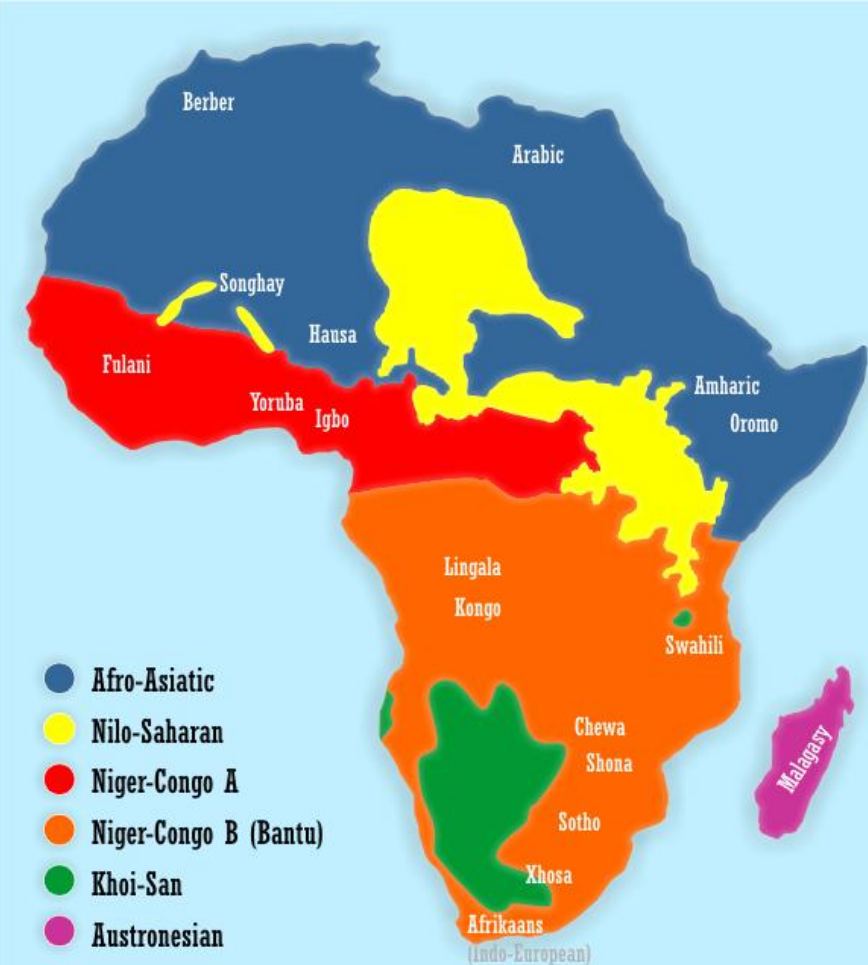 Berber
Arabic
Songhay
Hausa
Fulani
Yoruba
Igbo
Amharic
Oromo
Lingala
Kongo
Swahili
Chewa
Shona
Malagasy
Sotho
Xhosa
Afrikaans
(Indo-European)
Afro-Asiatic
Nilo-Saharan
Niger-Congo A
Niger-Congo B (Bantu)
Khoi-San
Austronesian